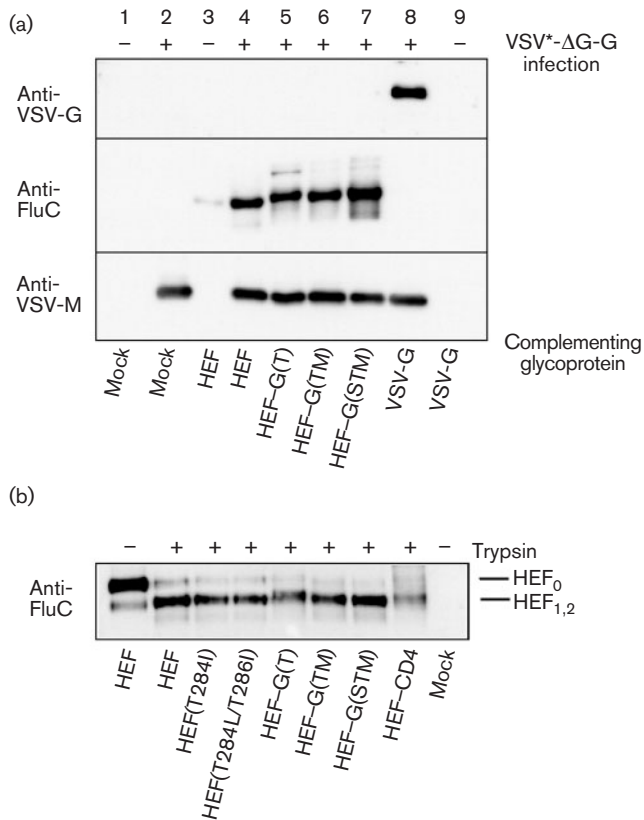 (a)
1 2 3 4 5 6 7 8 9
– + – + + + + + – VSV*-ΔG-G
infection
Anti-
VSV-G
Anti-
FluC
Anti-
VSV-M
Mock Mock HEF HEF HEF–G(T) HEF–G(TM) HEF–G(STM) VSV-G VSV-G
Complementing
glycoprotein
(b)
– + + + + + + + – Trypsin
Anti-
FluC
HEF0
HEF1,2
HEF HEF HEF(T284I) HEF(T284L/T286I) HEF–G(T) HEF–G(TM) HEF–G(STM) HEF–CD4 Mock